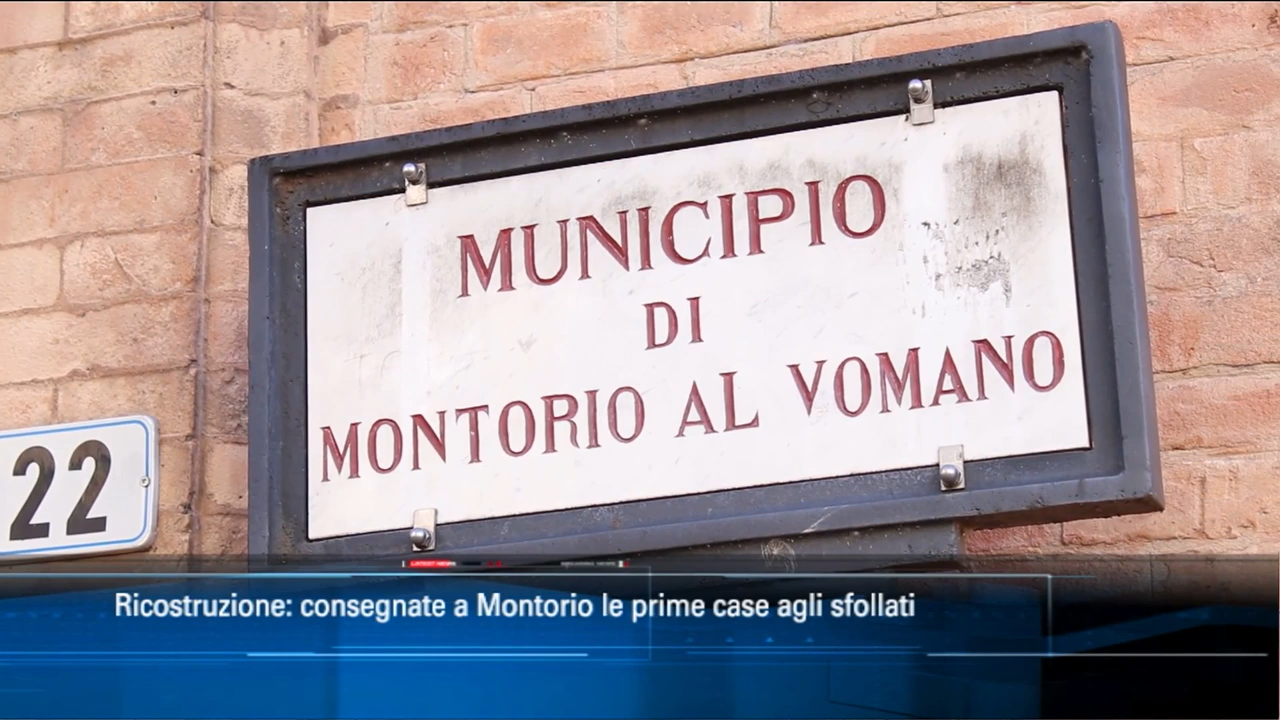 MUNICIPIO
DI
MONTORIO AL VOMANO
22
Ricostruzione: consegnate a Montorio le prime case agli sfollati